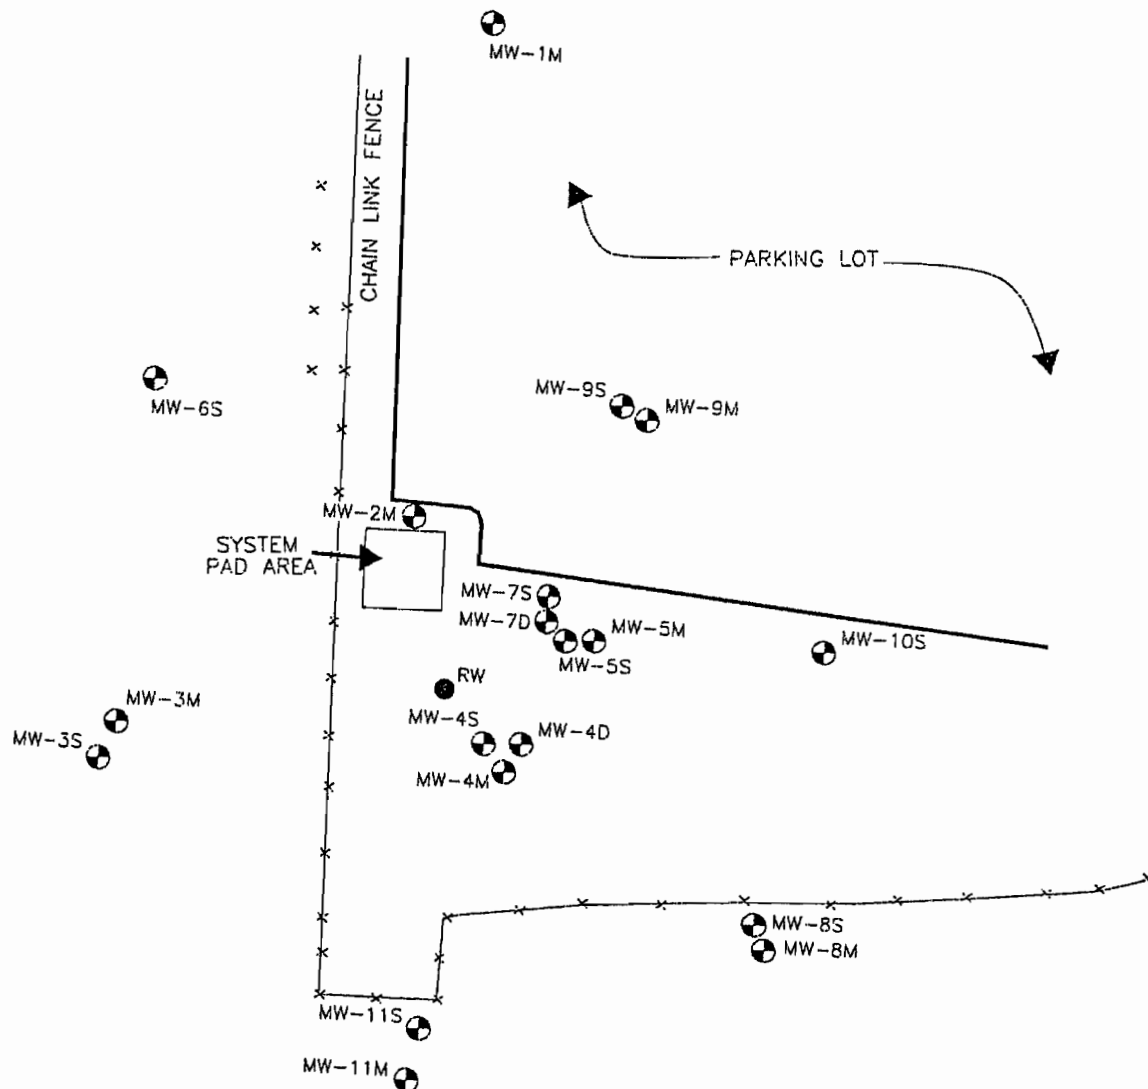 MW-1M
CHAIN LINK FENCE
PARKING LOT
MW-6S
MW-9S
MW-9M
MW-2M
SYSTEM
PAD AREA
MW-7S
MW-7D
MW-5M
MW-5S
MW-10S
RW
MW-3M
MW-3S
MW-4S
MW-4D
MW-4M
MW-8S
MW-8M
MW-11S
MW-11M